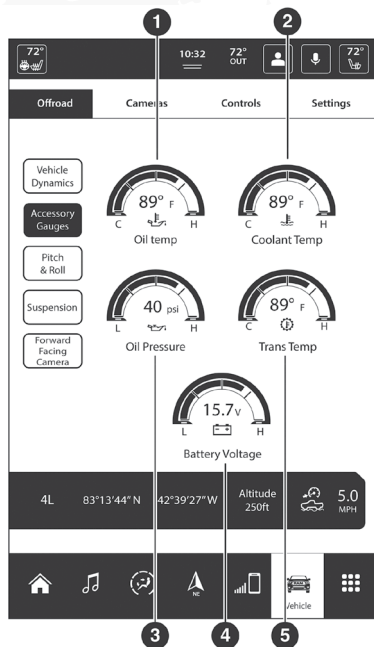 1
2
72°
10:32
72°
OUT
72°
Offroad
Cameras
Controls
Settings
Vehicle
Dynamics
Accessory
Gauges
Pitch
& Roll
Suspension
Forward
Facing
Camera
89° F
C H
Oil temp
89° F
C H
Coolant Temp
40 psi
L H
Oil Pressure
89° F
C H
Trans Temp
15.7 v
L H
Battery Voltage
4L
83°13'44" N
42°39'27" W
Altitude
250ft
5.0
MPH
NE
Vehicle
3
4
5